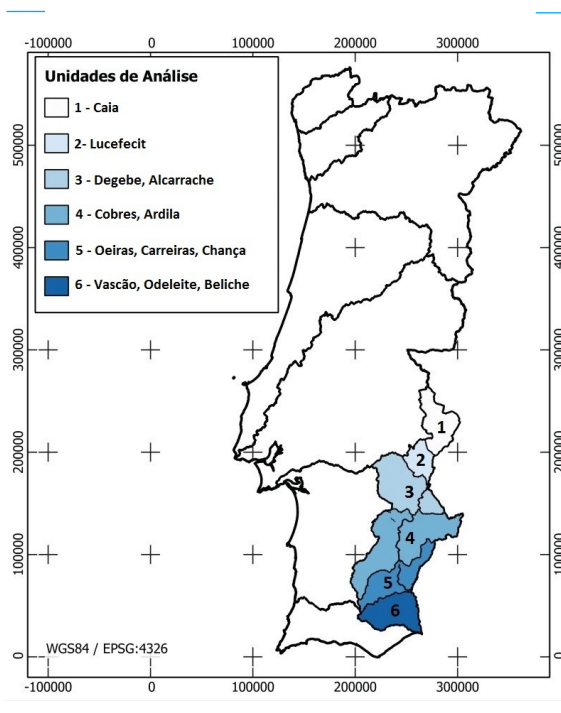 -100000 0 100000 200000 300000
Unidades de Análise
1 - Caia
2- Lucefecit
3 - Degebe, Alcarrache
4 - Cobres, Ardila
5 - Oeiras, Carreiras, Chança
6 - Vascão, Odeleite, Beliche
500000 500000
400000 400000
300000 300000
1
200000 200000
2
3
4
100000 100000
5
6
WGS84 / EPSG:4326
0 0
-100000 0 100000 200000 300000